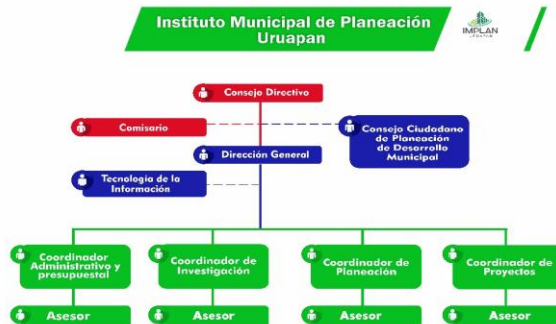 Instituto Municipal de Planeación
Uruapan
IMPLAN
Consejo Directivo
Comisario
Consejo Ciudadano
de Planeación
de Desarrollo
Municipal
Dirección General
Tecnología de la
Información
Coordinador
Administrativo y
presupuestal
Coordinador de
Investigación
Coordinador de
Planeación
Coordinador de
Proyectos
Asesor
Asesor
Asesor
Asesor